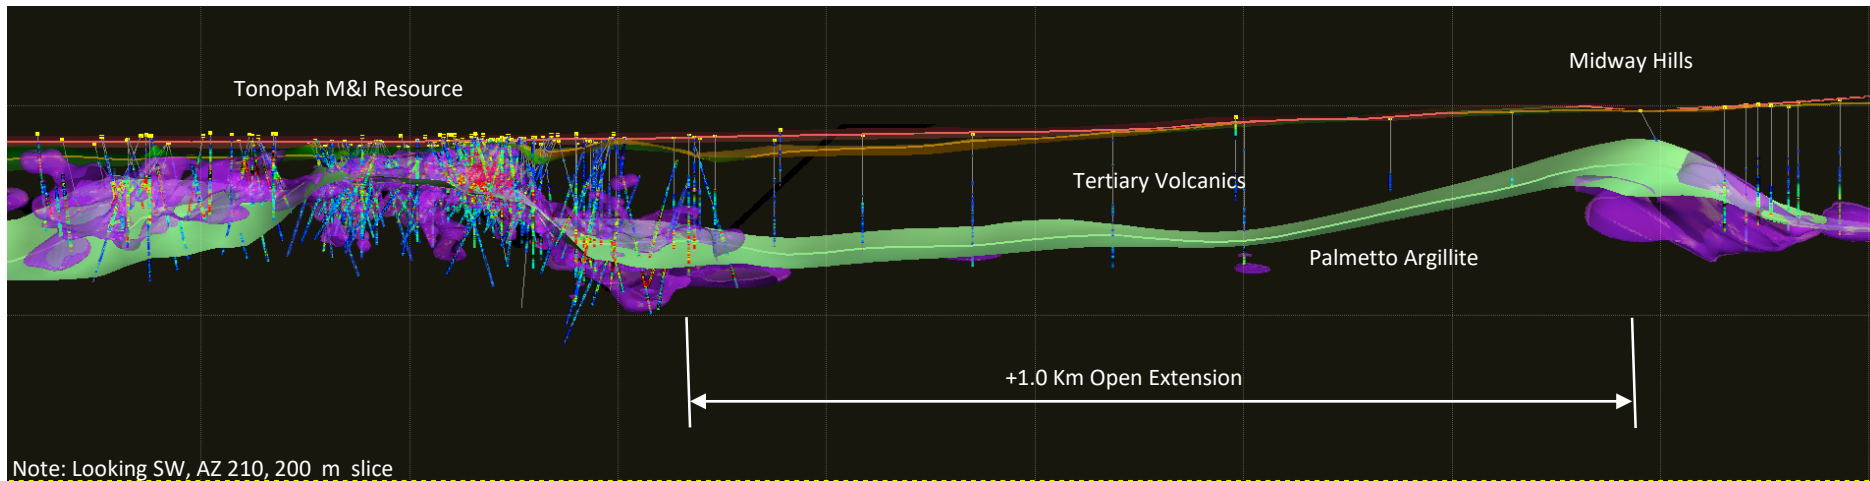 Midway Hills
Tonopah M&I Resource
Tertiary Volcanics
Palmetto Argillite
+1.0 Km Open Extension
Note: Looking SW, AZ 210, 200 m slice